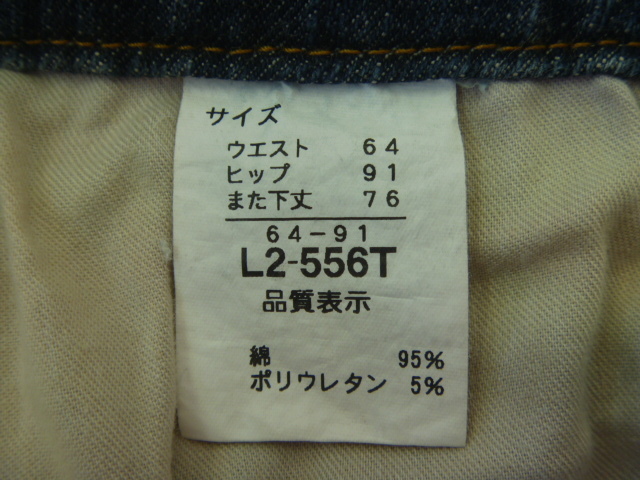 サイズ
ウエスト 64
ヒップ 91
また下丈 76
64-91
L2-556T
品質表示
綿 95%
ポリウレタン 5%